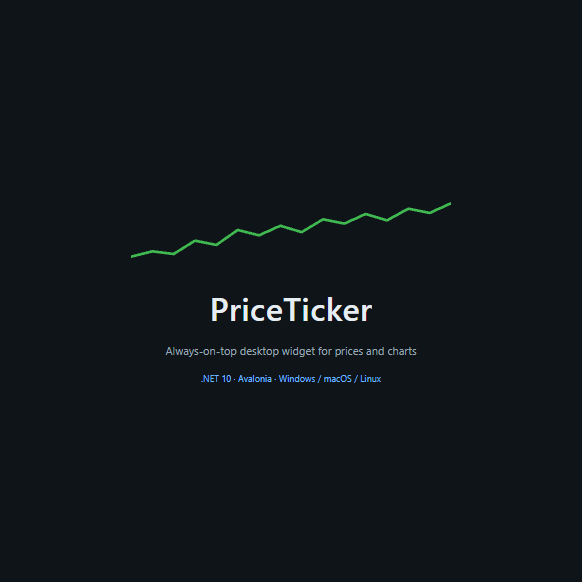 PriceTicker
Always-on-top desktop widget for prices and charts
.NET 10 · Avalonia · Windows / macOS / Linux